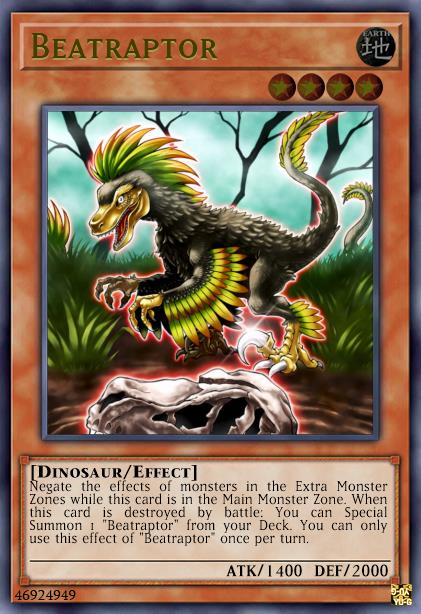 BEATRAPTOR
EARTH
地
[DINOSAUR/EFFECT]
Negate the effects of monsters in the Extra Monster
Zones while this card is in the Main Monster Zone. When
this card is destroyed by battle: You can Special
Summon 1 "Beatraptor" from your Deck. You can only
use this effect of "Beatraptor" once per turn.
ATK/1400 DEF/2000
46924949